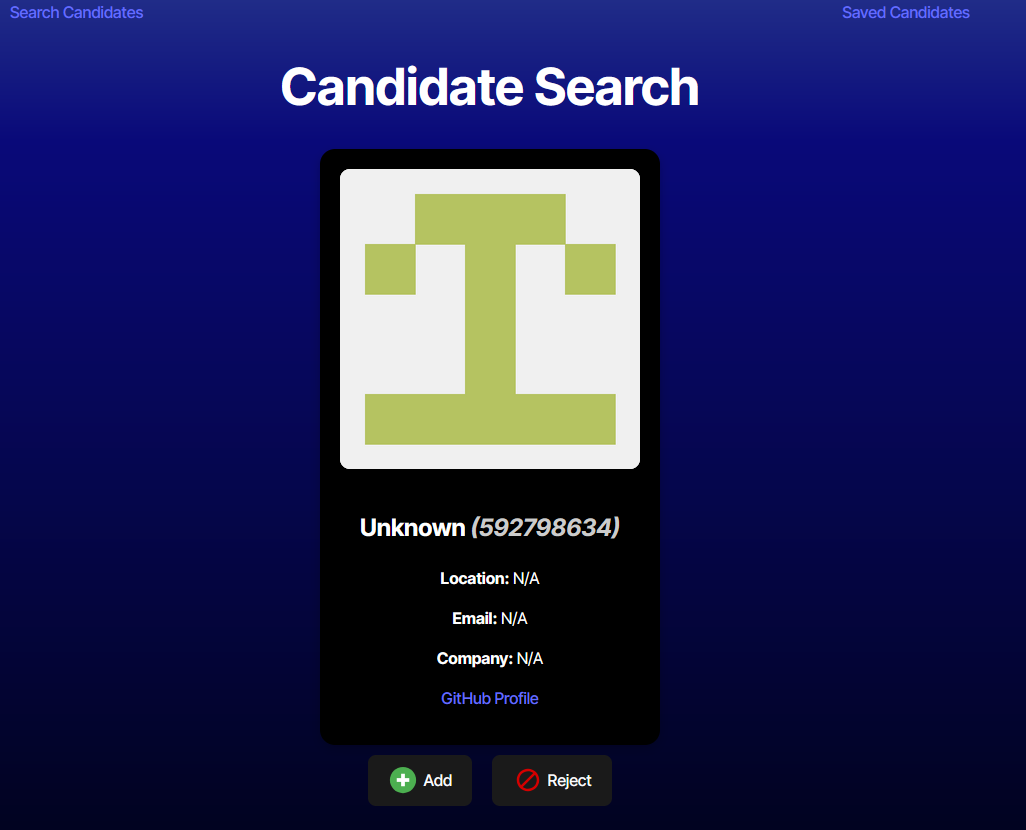 Search Candidates
Saved Candidates
Candidate Search
Unknown (592798634)
Location: N/A
Email: N/A
Company: N/A
GitHub Profile
Add
Reject